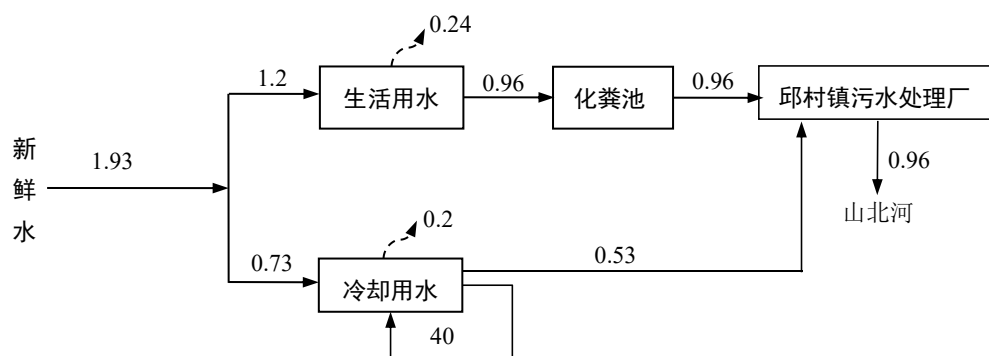 0.24
1.2
生活用水
0.96
化粪池
0.96
邱村镇污水处理厂
新
鲜
水
1.93
0.96
山北河
0.2
0.73
冷却用水
0.53
40